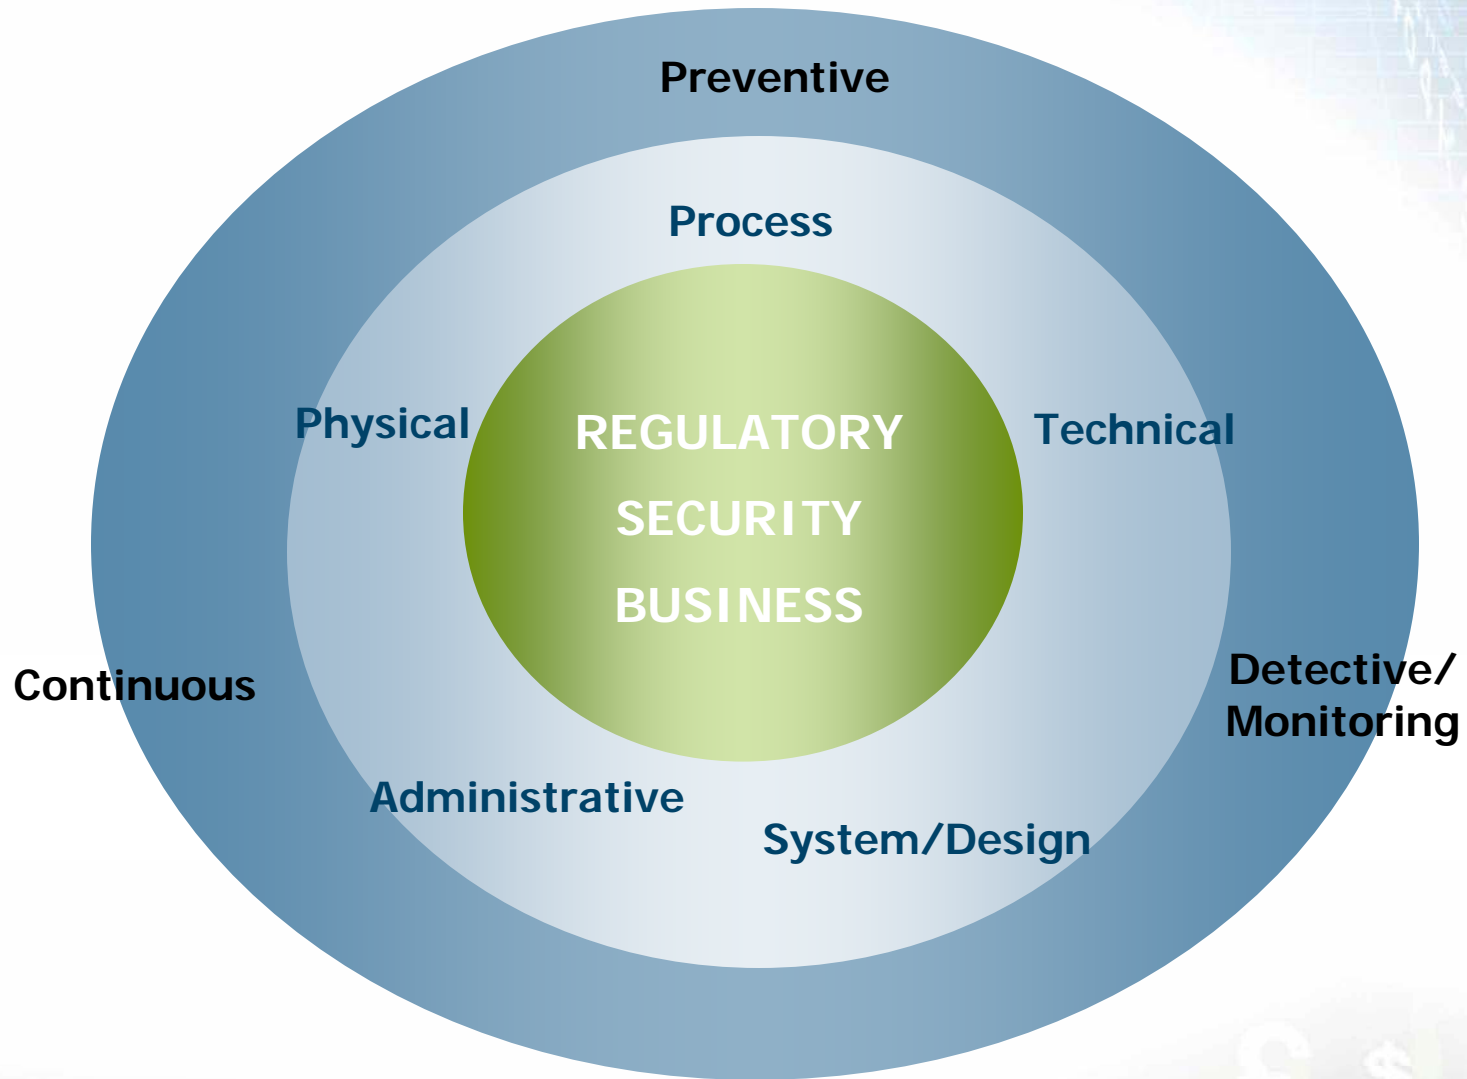 Preventive
Process
Physical
Technical
REGULATORY
SECURITY
BUSINESS
Continuous
Detective/
Monitoring
Administrative
System/Design